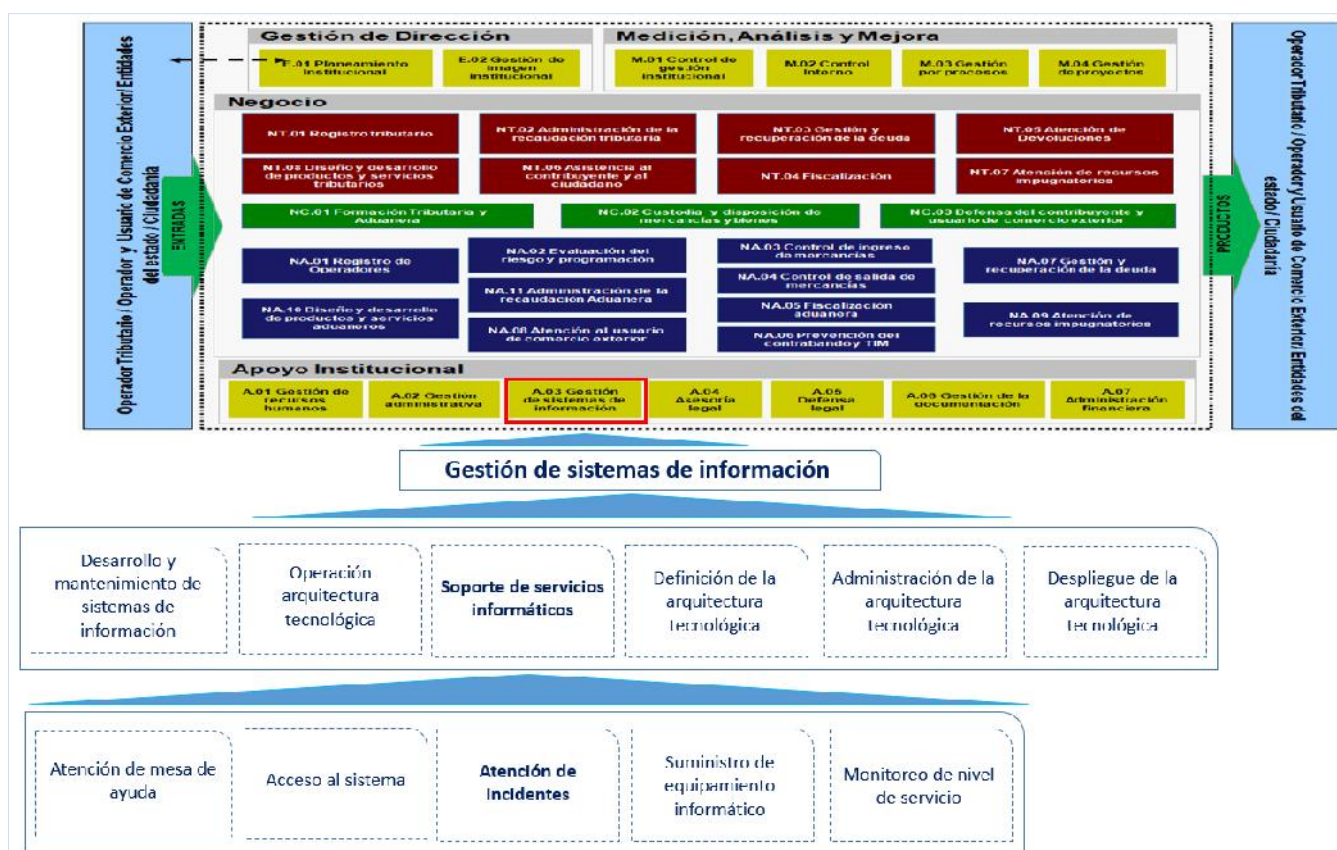 Operador Tributario / Operador y Usuario de Comercio Exterior/ Entidades
del estado / Ciudadanía
ENTRADAS
Gestión de Dirección
E.01 Planeamiento
Institucional
E.02 Gestión de
imagen
institucional
Medición, Análisis y Mejora
M.01 Control de
gestión
institucional
M.02 Control
Interno
M.03 Gestión
por procesos
M.04 Gestión
de proyectos
Negocio
NT.01 Registro tributario
NT.02 Administración de la
recaudación tributaria
NT.03 Gestión y
recuperación de la deuda
NT.05 Atención de
Devoluciones
NT.08 Diseño y desarrollo
de productos y servicios
tributarios
NT.06 Asistencia al
contribuyente y al
ciudadano
NT.04 Fiscalización
NT.07 Atención de recursos
impugnatorios
NC.01 Formación Tributaria y
Aduanera
NC.02 Custodia y disposición de
mercancías y bienes
NC.03 Defensa del contribuyente y
usuario de comercio exterior
NA.01 Registro de
Operadores
NA.02 Evaluación del
riesgo y programación
NA.03 Control de ingreso
de mercancías
NA.07 Gestión y
recuperación de la deuda
NA.04 Control de salida de
mercancías
NA.10 Diseño y desarrollo
de productos y servicios
aduaneros
NA.11 Administración de la
recaudación Aduanera
NA.05 Fiscalización
aduanera
NA.09 Atención de
recursos impugnatorios
NA.08 Atención al usuario
de comercio exterior
NA.06 Prevención del
contrabando y TIM
Apoyo Institucional
A.01 Gestión de
recursos
humanos
A.02 Gestión
administrativa
A.03 Gestión
de sistemas de
información
A.04
Asesoría
legal
A.05
Defensa
legal
A.06 Gestión de la
documentación
A.07
Administración
financiera
PRODUCTOS
Operador Tributario / Operador y Usuario de Comercio Exterior/ Entidades del
estado / Ciudadanía
Gestión de sistemas de información
Desarrollo y
mantenimiento de
sistemas de
información
Operación
arquitectura
tecnológica
Soporte de servicios
informáticos
Definición de la
arquitectura
tecnológica
Administración de la
arquitectura
tecnológica
Despliegue de la
arquitectura
tecnológica
Atención de mesa de
ayuda
Acceso al sistema
Atención de
Incidentes
Suministro de
equipamiento
informático
Monitoreo de nivel
de servicio